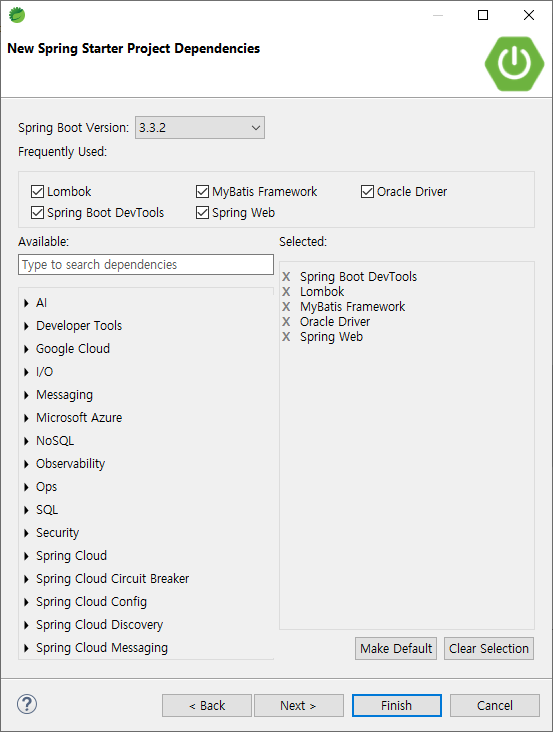 New Spring Starter Project Dependencies
Spring Boot Version: 3.3.2
Frequently Used:
Lombok MyBatis Framework Oracle Driver
Spring Boot DevTools Spring Web
Available: Selected:
Type to search dependencies
X Spring Boot DevTools
X Lombok
X MyBatis Framework
X Oracle Driver
X Spring Web
AI
Developer Tools
Google Cloud
I/O
Messaging
Microsoft Azure
NoSQL
Observability
Ops
SQL
Security
Spring Cloud
Spring Cloud Circuit Breaker
Spring Cloud Config
Spring Cloud Discovery
Spring Cloud Messaging
Make Default Clear Selection
? < Back Next > Finish Cancel